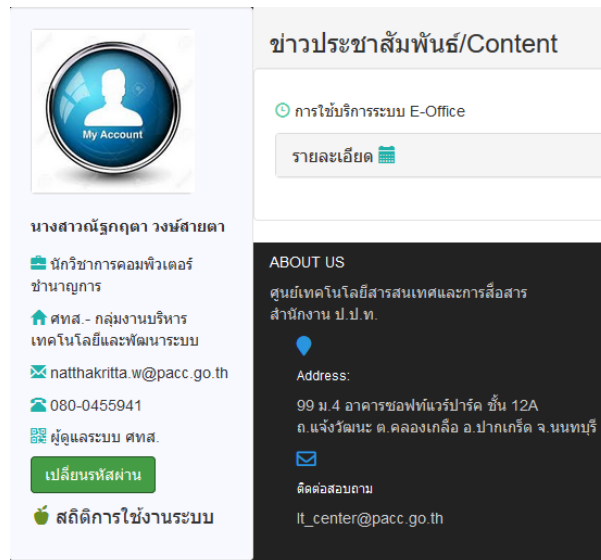 My Account
นางสาวณัฐกฤตา วงษ์สายตา
นักวิชาการคอมพิวเตอร์
ชำนาญการ
ศทส.- กลุ่มงานบริหาร
เทคโนโลยีและพัฒนาระบบ
natthakritta.w@pacc.go.th
080-0455941
ผู้ดูแลระบบ ศทส.
เปลี่ยนรหัสผ่าน
สถิติการใช้งานระบบ
ข่าวประชาสัมพันธ์/Content
การใช้บริการระบบ E-Office
รายละเอียด
ABOUT US
ศูนย์เทคโนโลยีสารสนเทศและการสื่อสาร
สำนักงาน ป.ป.ท.
Address:
99 ม.4 อาคารซอฟท์แวร์ปาร์ค ชั้น 12A
ถ.แจ้งวัฒนะ ต.คลองเกลือ อ.ปากเกร็ด จ.นนทบุรี
ติดต่อสอบถาม
It_center@pacc.go.th